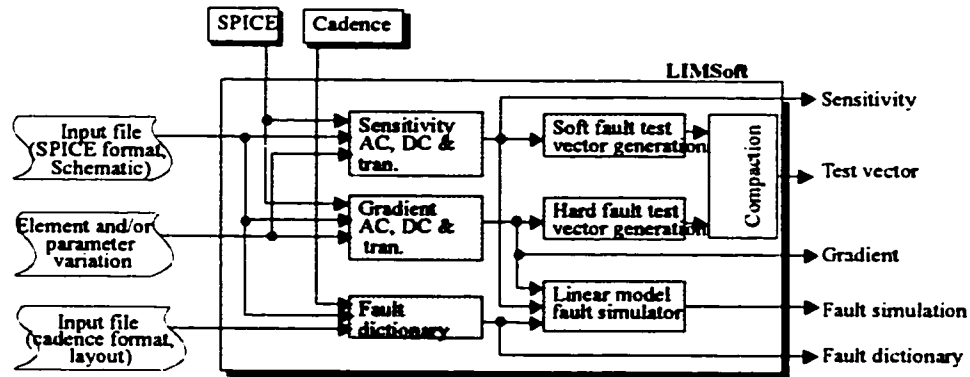 SPICE
Cadence
LIMSoft
Input file
(SPICE format,
Schematic)
Sensitivity
AC, DC &
tran.
Soft fault test
vector generation
Compaction
Sensitivity
Test vector
Element and/or
parameter
variation
Gradient
AC, DC &
tran.
Hard fault test
vector generation
Gradient
Input file
(cadence format,
layout)
Fault
dictionary
Linear model
fault simulator
Fault simulation
Fault dictionary